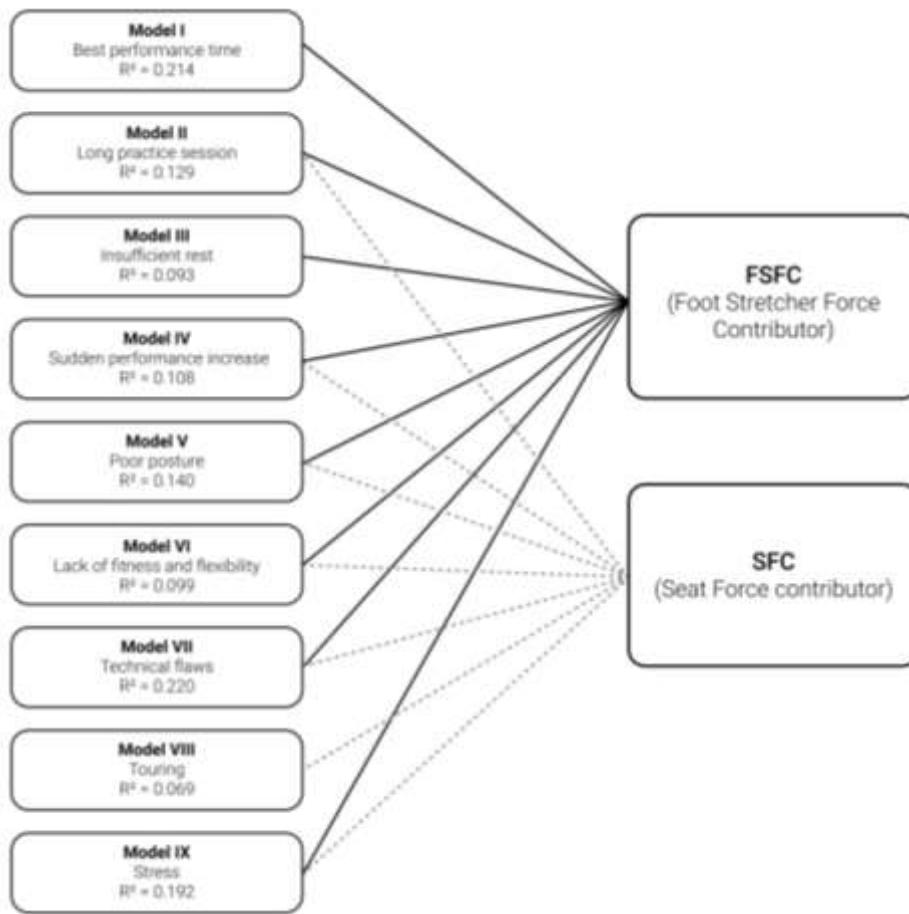 Model I
Best performance time
R² = 0.214
Model II
Long practice session
R² = 0.129
Model III
Insufficient rest
R² = 0.093
Model IV
Sudden performance increase
R² = 0.108
Model V
Poor posture
R² = 0.140
Model VI
Lack of fitness and flexibility
R² = 0.099
Model VII
Technical flaws
R² = 0.220
Model VIII
Touring
R² = 0.069
Model IX
Stress
R² = 0.192
FSFC
(Foot Stretcher Force
Contributor)
SFC
(Seat Force contributor)